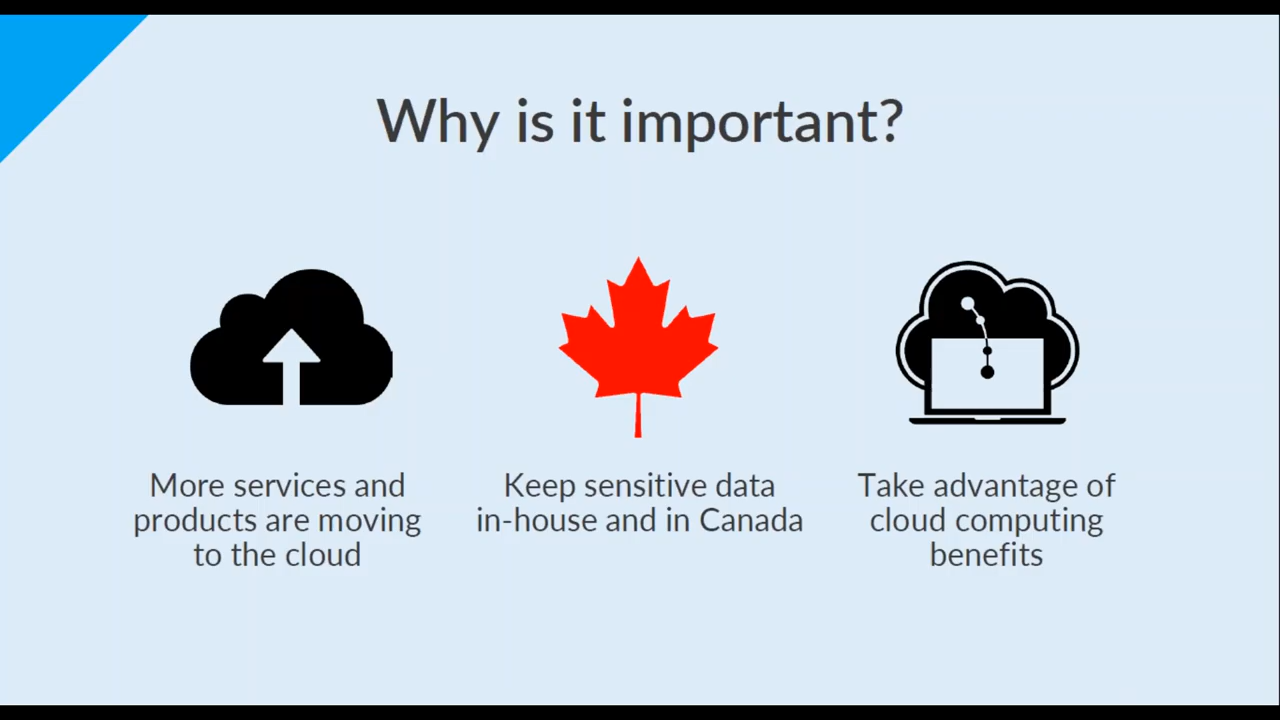 Why is it important?
More services and
products are moving
to the cloud
Keep sensitive data
in-house and in Canada
Take advantage of
cloud computing
benefits